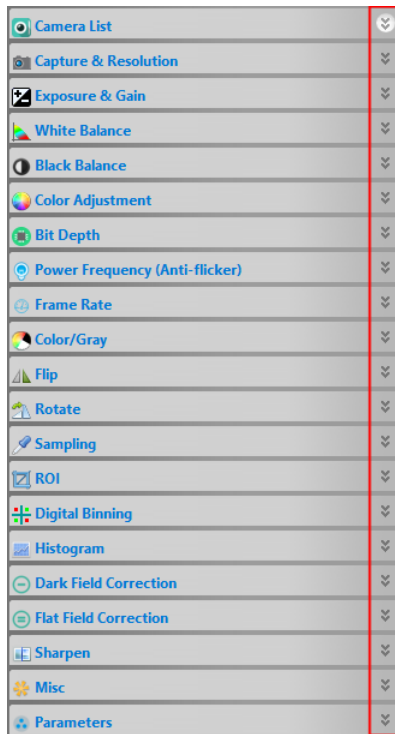 Camera List
Capture & Resolution
Exposure & Gain
White Balance
Black Balance
Color Adjustment
Bit Depth
Power Frequency (Anti-flicker)
Frame Rate
Color/Gray
Flip
Rotate
Sampling
ROI
Digital Binning
Histogram
Dark Field Correction
Flat Field Correction
Sharpen
Misc
Parameters